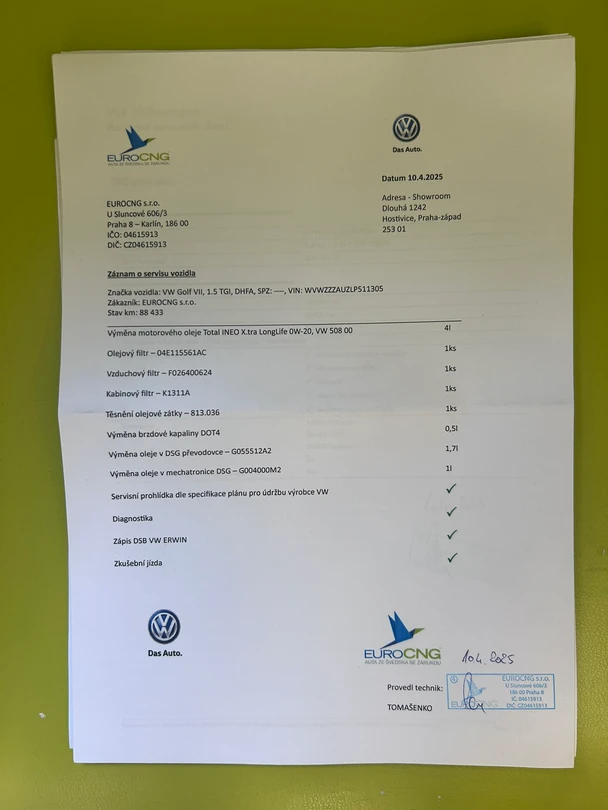 EUROCNG
AUTA ZE ŠVÉDSKA SE ZÁRUKOU
Das Auto.
Datum 10.4.2025
EUROCNG s.r.o.
U Sluncové 606/3
Praha 8 – Karlín, 186 00
IČO: 04615913
DIČ: CZ04615913
Adresa - Showroom
Dlouhá 1242
Hostivice, Praha-západ
253 01
Záznam o servisu vozidla
Značka vozidla: VW Golf VII, 1.5 TGI, DHFA, SPZ: ----, VIN: WVWZZZAUZLP511305
Zákazník: EUROCNG s.r.o.
Stav km: 88 433
Výměna motorového oleje Total INEO X.tra LongLife 0W-20, VW 508 00 4l
Olejový filtr – 04E115561AC 1ks
Vzduchový filtr – F026400624 1ks
Kabinový filtr – K1311A 1ks
Těsnění olejové zátky – 813.036 1ks
Výměna brzdové kapaliny DOT4 0,5l
Výměna oleje v DSG převodovce – G055512A2 1,7l
Výměna oleje v mechatronice DSG – G004000M2 1l
Servisní prohlídka dle specifikace plánu pro údržbu výrobce VW ✓
Diagnostika ✓
Zápis DSB VW ERWIN ✓
Zkušební jízda ✓
Das Auto.
EUROCNG
AUTA ZE ŠVÉDSKA SE ZÁRUKOU
10.4. 2025
Provedl technik:
TOMAŠENKO
EUROCNG s.r.o.
U Sluncové 606/3
186 00 Praha 8
IČ: 04615913
DIČ: CZ04615913